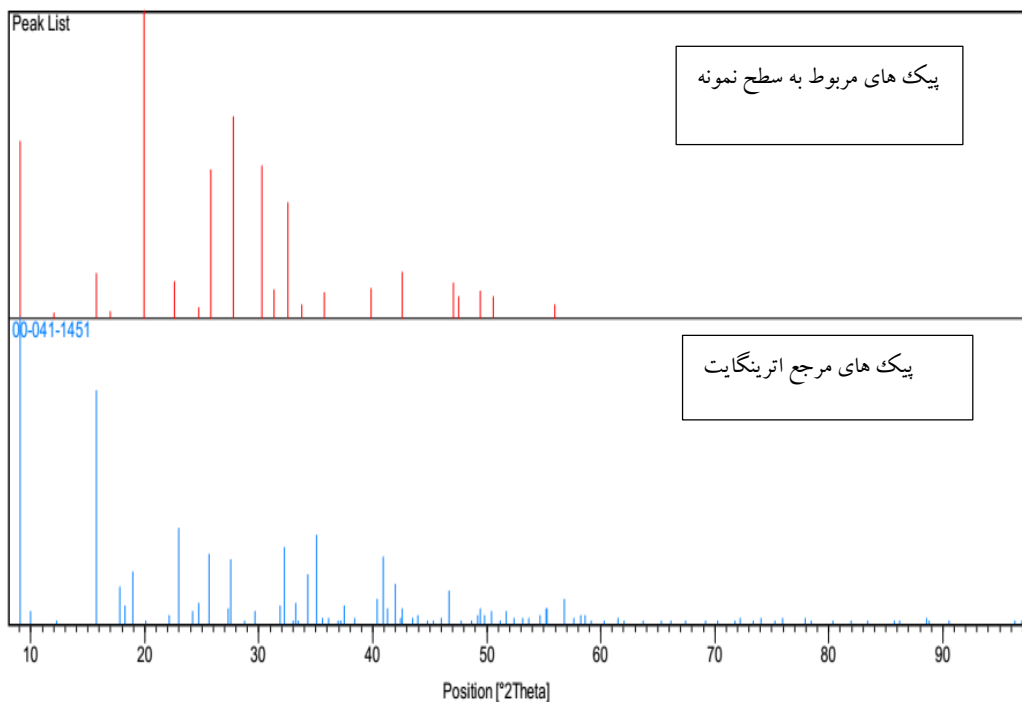 Peak List
پیک های مربوط به سطح نمونه
00-041-1451
پیک های مرجع اترینگایت
10 20 30 40 50 60 70 80 90
Position [°2Theta]